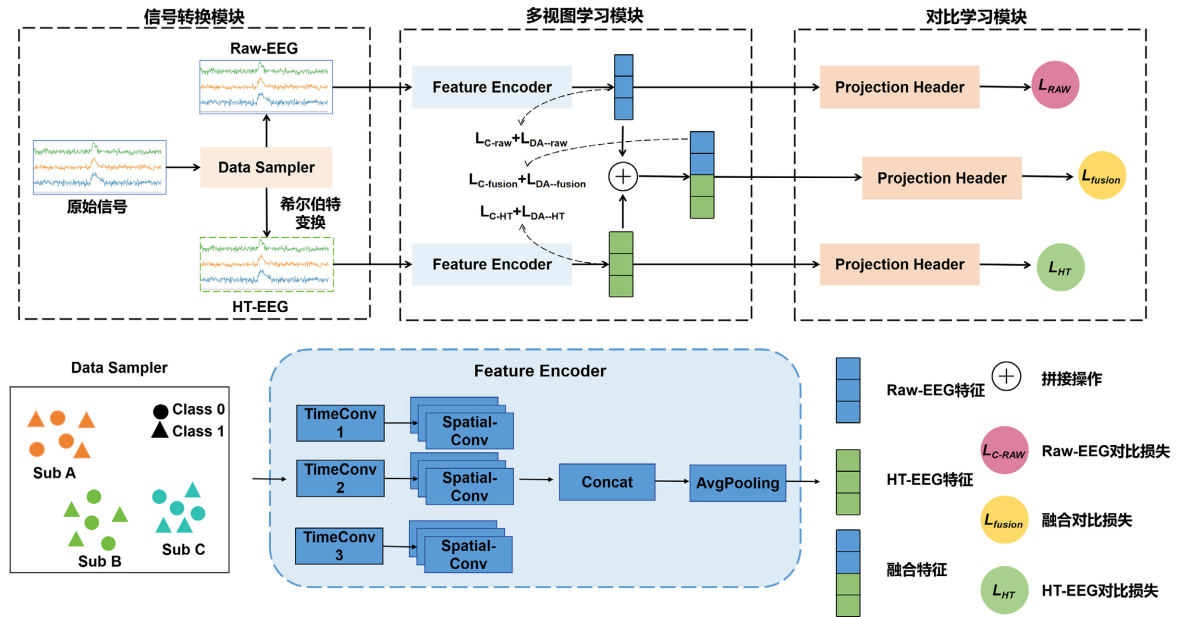 信号转换模块
多视图学习模块
对比学习模块
Raw-EEG
原始信号
Data Sampler
希尔伯特
变换
HT-EEG
Feature Encoder
L_C-raw+L_DA--raw
L_C-fusion+L_DA--fusion
L_C-HT+L_DA--HT
Feature Encoder
Projection Header
L_RAW
Projection Header
L_fusion
Projection Header
L_HT
Data Sampler
Class 0
Class 1
Sub A
Sub B
Sub C
Feature Encoder
TimeConv
1
Spatial-
Conv
TimeConv
2
Spatial-
Conv
TimeConv
3
Spatial-
Conv
Concat
AvgPooling
Raw-EEG特征
HT-EEG特征
融合特征
拼接操作
L_C-RAW
Raw-EEG对比损失
L_fusion
融合对比损失
L_HT
HT-EEG对比损失